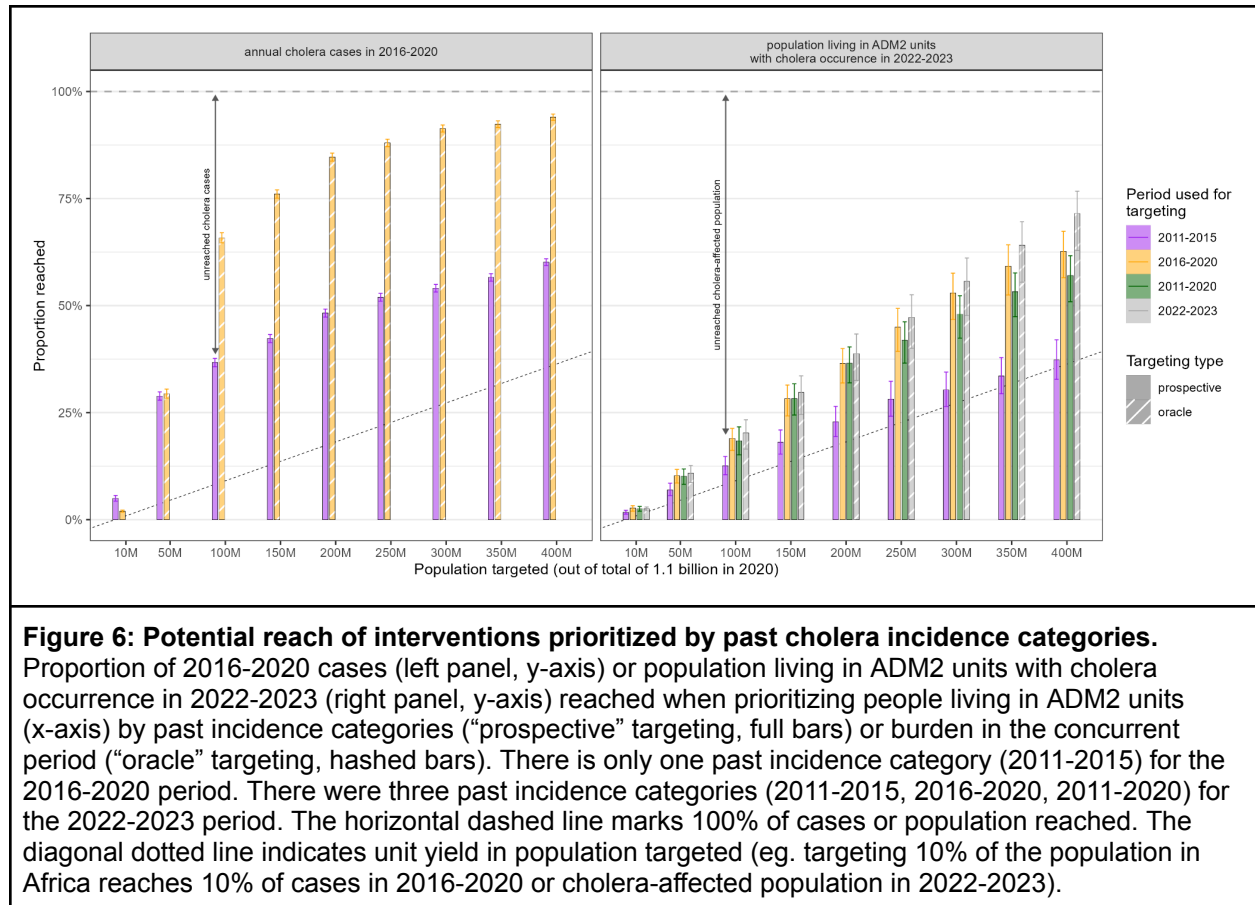 annual cholera cases in 2016-2020
population living in ADM2 units
with cholera occurence in 2022-2023
Proportion reached
100%
75%
50%
25%
0%
unreached cholera cases
unreached cholera-affected population
10M 50M 100M 150M 200M 250M 300M 350M 400M
10M 50M 100M 150M 200M 250M 300M 350M 400M
Population targeted (out of total of 1.1 billion in 2020)
Period used for
targeting
2011-2015
2016-2020
2011-2020
2022-2023
Targeting type
prospective
oracle
Figure 6: Potential reach of interventions prioritized by past cholera incidence categories.
Proportion of 2016-2020 cases (left panel, y-axis) or population living in ADM2 units with cholera
occurrence in 2022-2023 (right panel, y-axis) reached when prioritizing people living in ADM2 units
(x-axis) by past incidence categories (“prospective” targeting, full bars) or burden in the concurrent
period (“oracle” targeting, hashed bars). There is only one past incidence category (2011-2015) for the
2016-2020 period. There were three past incidence categories (2011-2015, 2016-2020, 2011-2020) for
the 2022-2023 period. The horizontal dashed line marks 100% of cases or population reached. The
diagonal dotted line indicates unit yield in population targeted (eg. targeting 10% of the population in
Africa reaches 10% of cases in 2016-2020 or cholera-affected population in 2022-2023).